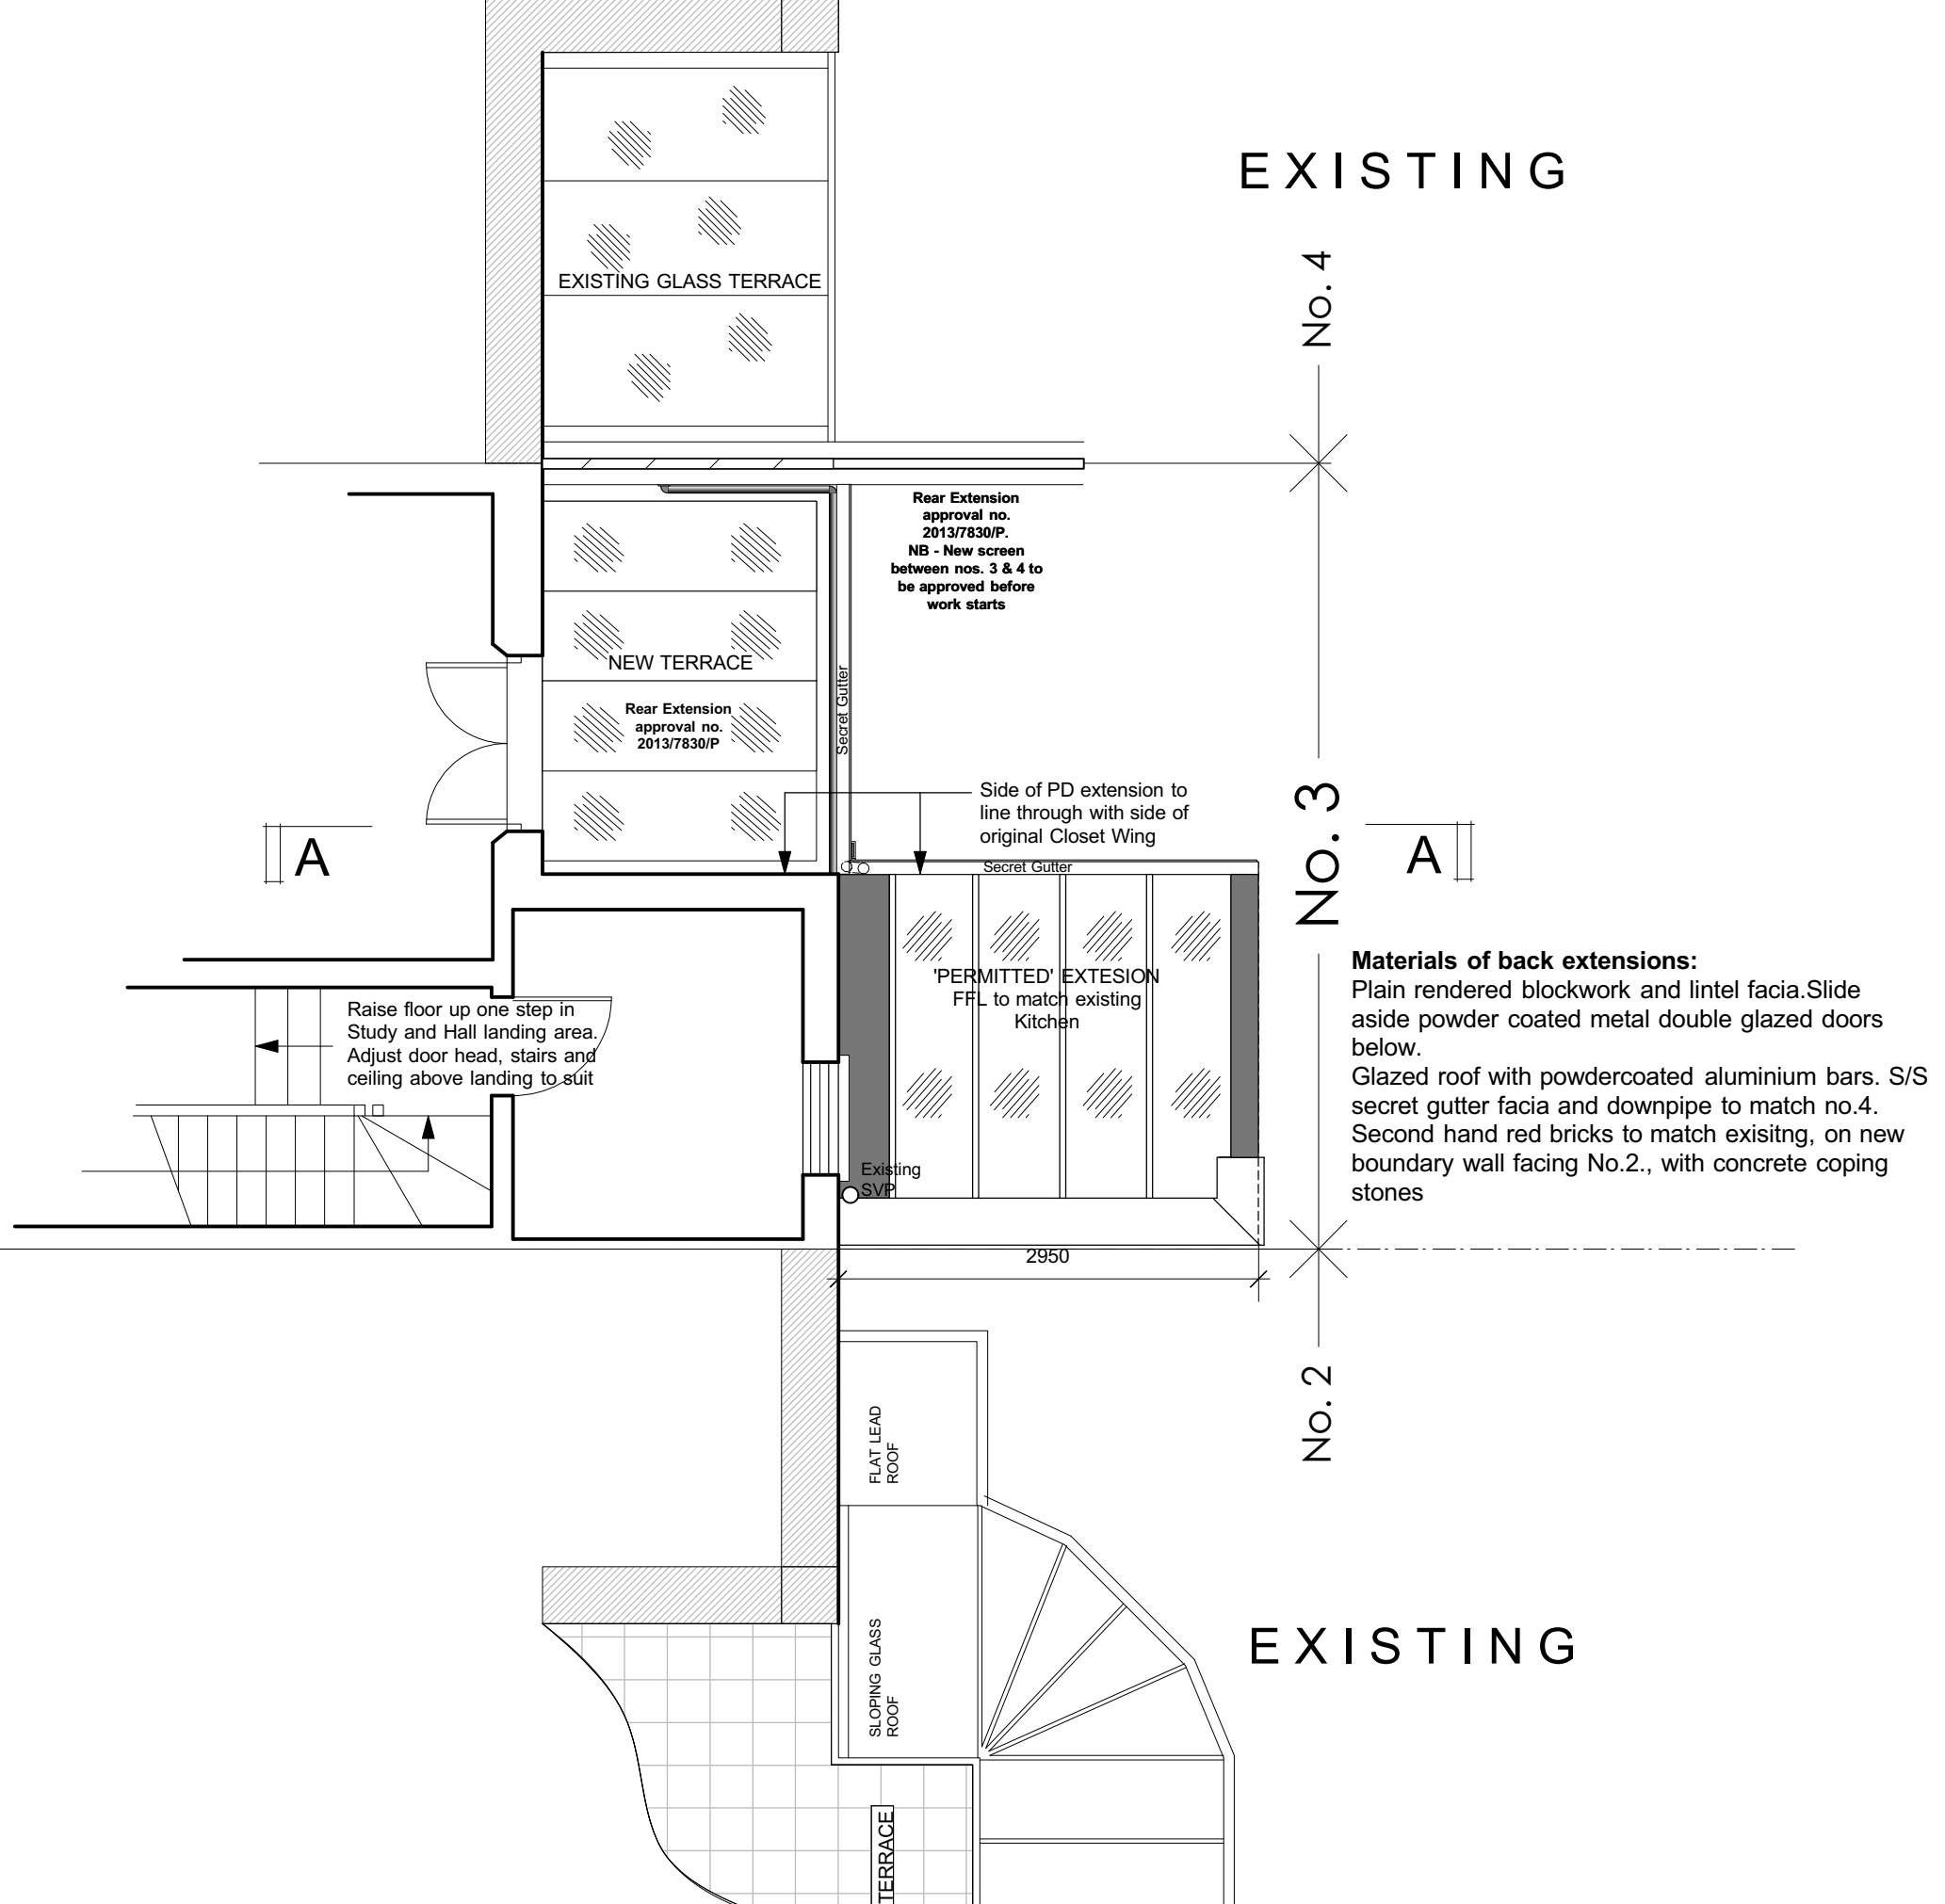 EXISTING
No. 4
EXISTING GLASS TERRACE
Rear Extension
approval no.
2013/7830/P.
NB - New screen
between nos. 3 & 4 to
be approved before
work starts
NEW TERRACE
Rear Extension
approval no.
2013/7830/P
Secret Gutter
Side of PD extension to
line through with side of
original Closet Wing
Secret Gutter
A
No. 3
A
'PERMITTED' EXTESION
FFL to match existing
Kitchen
Raise floor up one step in
Study and Hall landing area.
Adjust door head, stairs and
ceiling above landing to suit
Materials of back extensions:
Plain rendered blockwork and lintel facia.Slide
aside powder coated metal double glazed doors
below.
Glazed roof with powdercoated aluminium bars. S/S
secret gutter facia and downpipe to match no.4.
Second hand red bricks to match exisitng, on new
boundary wall facing No.2., with concrete coping
stones
Existing
SVP
2950
No. 2
FLAT LEAD
ROOF
SLOPING GLASS
ROOF
EXISTING
TERRACE